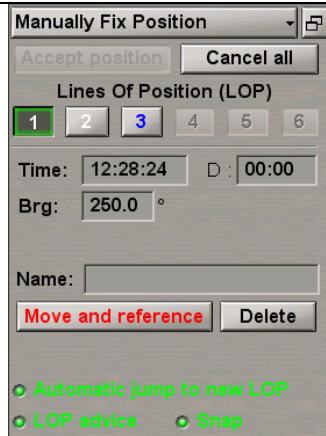 Manually Fix Position
Accept position Cancel all
Lines Of Position (LOP)
1 2 3 4 5 6
Time: 12:28:24 D : 00:00
Brg: 250.0 °
Name:
Move and reference Delete
Automatic jump to new LOP
LOP advice Snap